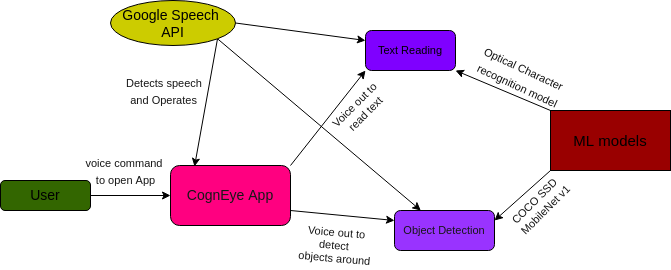 Google Speech
API
Text Reading
Optical Character
recognition model
Detects speech
and Operates
Voice out to
read text
ML models
voice command
to open App
User
CognEye App
COCO SSD
MobileNet v1
Object Detection
Voice out to
detect
objects around